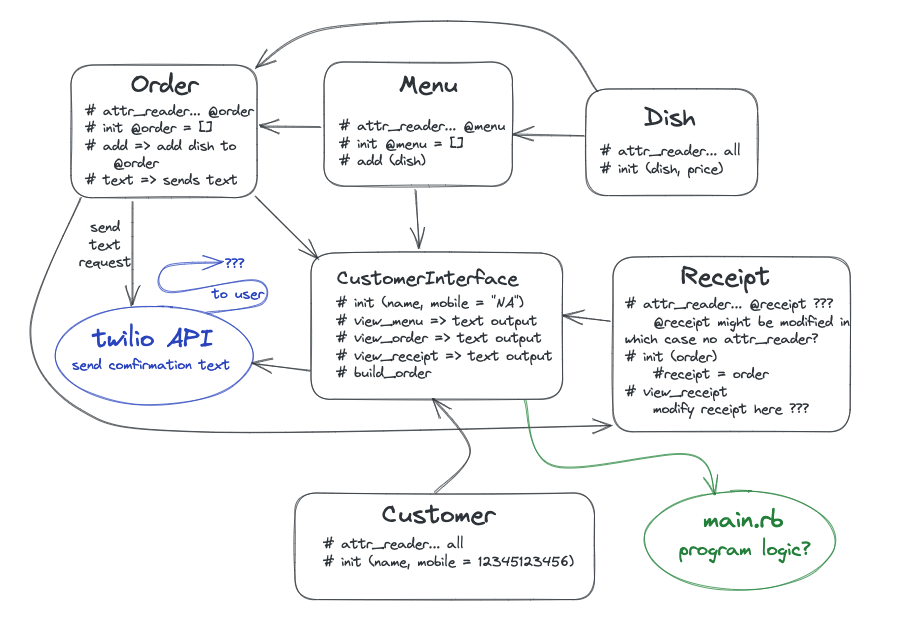 Order
# attr_reader... @order
# init @order = []
# add => add dish to
@order
# text => sends text
Menu
# attr_reader... @menu
# init @menu = []
# add (dish)
Dish
# attr_reader... all
# init (dish, price)
send
text
request
???
to user
twilio API
send comfirmation text
CustomerInterface
# init (name, mobile = "NA")
# view_menu => text output
# view_order => text output
# view_receipt => text output
# build_order
Receipt
# attr_reader... @receipt ???
@receipt might be modified in
which case no attr_reader?
# init (order)
#receipt = order
# view_receipt
modify receipt here ???
Customer
# attr_reader... all
# init (name, mobile = 12345123456)
main.rb
program logic?